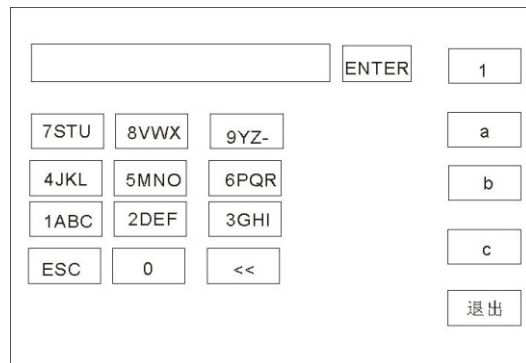 ENTER
1
7STU 8VWX 9YZ-
a
4JKL 5MNO 6PQR
b
1ABC 2DEF 3GHI
c
ESC 0 <<
退出